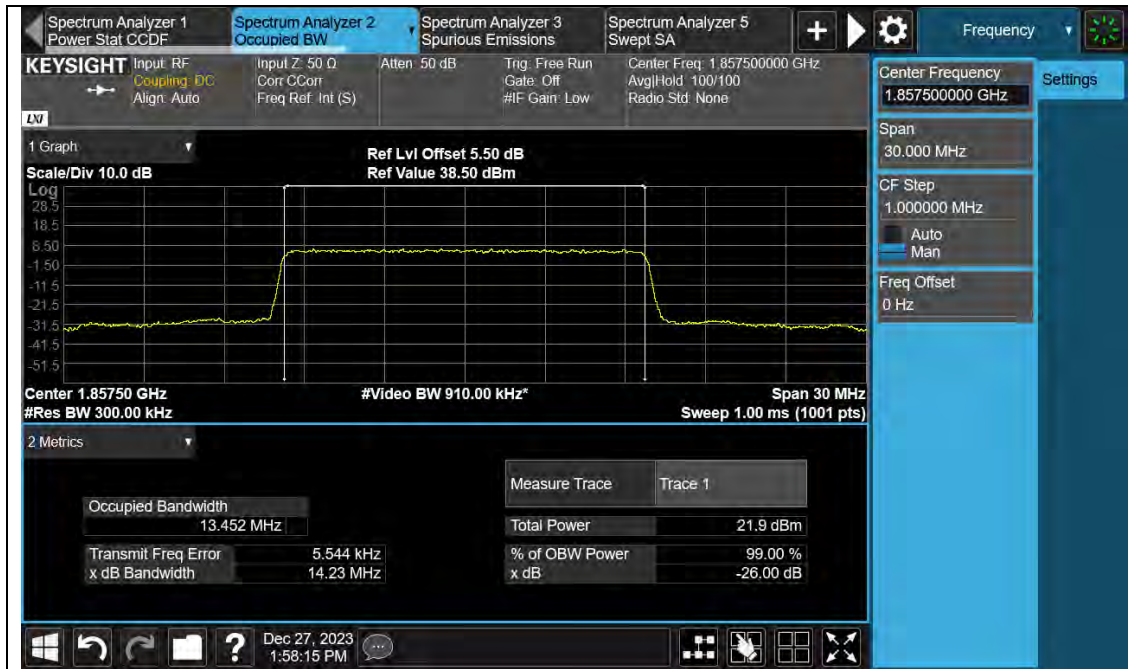 Spectrum Analyzer 1
Power Stat CCDF
Spectrum Analyzer 2
Occupied BW
Spectrum Analyzer 3
Spurious Emissions
Spectrum Analyzer 5
Swept SA
+
Frequency
KEYSIGHT
Input: RF
Coupling: DC
Align: Auto
Input Z: 50 Ω
Corr CCorr
Freq Ref: Int (S)
Atten: 50 dB
Trig: Free Run
Gate: Off
#IF Gain: Low
Center Freq: 1.857500000 GHz
Avg|Hold: 100/100
Radio Std: None
LXI
Center Frequency
1.857500000 GHz
Settings
Span
30.000 MHz
CF Step
1.000000 MHz
Auto
Man
Freq Offset
0 Hz
1 Graph
Scale/Div 10.0 dB
Ref Lvl Offset 5.50 dB
Ref Value 38.50 dBm
Log
28.5
18.5
8.50
-1.50
-11.5
-21.5
-31.5
-41.5
-51.5
Center 1.85750 GHz
#Video BW 910.00 kHz*
Span 30 MHz
#Res BW 300.00 kHz
Sweep 1.00 ms (1001 pts)
2 Metrics
Measure Trace
Trace 1
Occupied Bandwidth
13.452 MHz
Total Power
21.9 dBm
Transmit Freq Error
5.544 kHz
% of OBW Power
99.00 %
x dB Bandwidth
14.23 MHz
x dB
-26.00 dB
?
Dec 27, 2023
1:58:15 PM